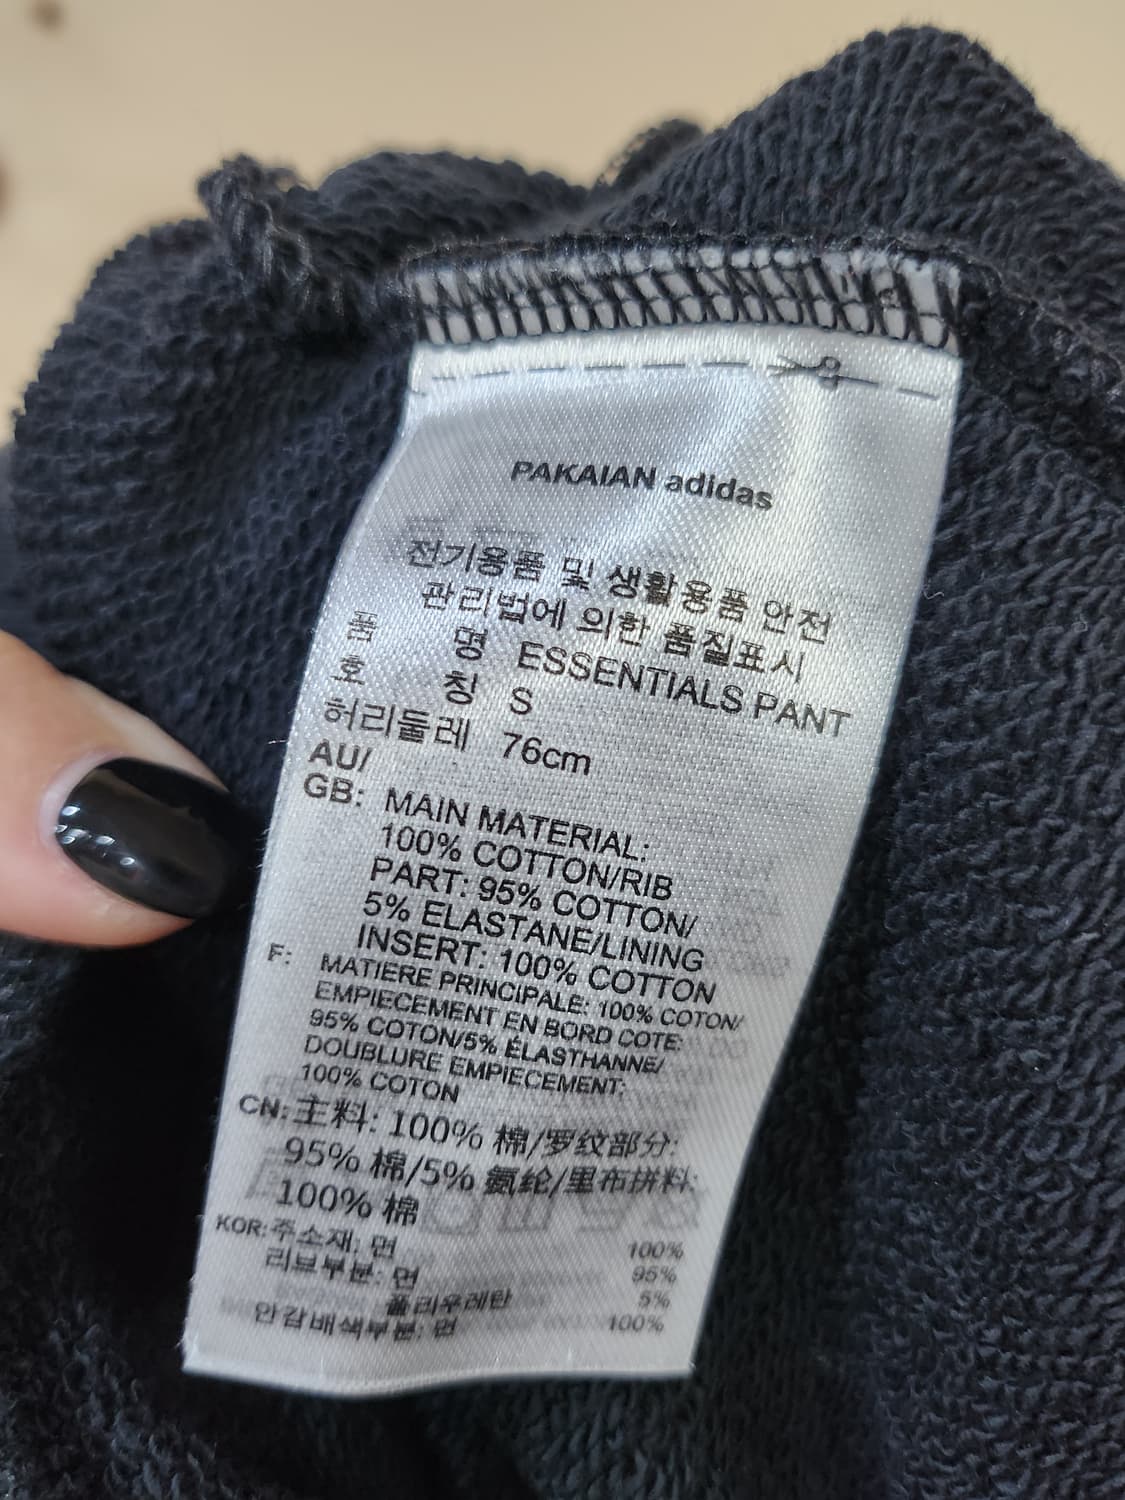 PAKAIAN adidas
전기용품 및 생활용품 안전
관리법에 의한 품질표시
품 명 ESSENTIALS PANT
호 칭 S
허리둘레 76cm
AU/
GB: MAIN MATERIAL:
100% COTTON/RIB
PART: 95% COTTON/
5% ELASTANE/LINING
INSERT: 100% COTTON
F: MATIERE PRINCIPALE: 100% COTON/
EMPIECEMENT EN BORD COTE:
95% COTON/5% ÉLASTHANNE/
DOUBLURE EMPIECEMENT:
100% COTON
CN: 主料: 100% 棉/罗纹部分:
95% 棉/5% 氨纶/里布拼料:
100% 棉
KOR: 주소재: 면 100%
리브부분: 면 95%
폴리우레탄 5%
안감배색부분: 면 100%